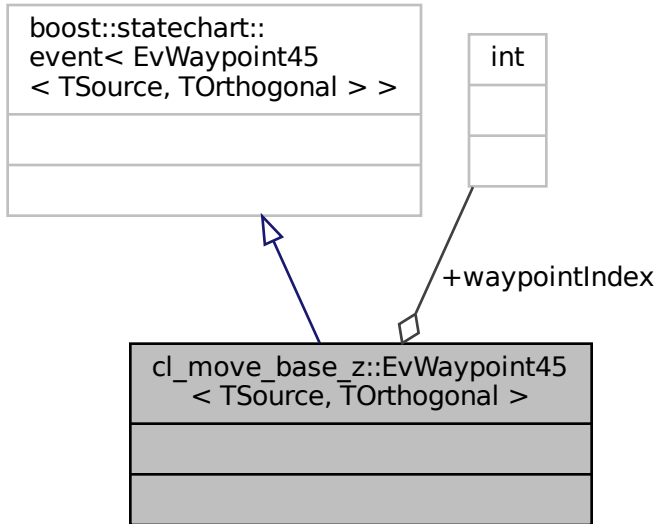 boost::statechart::
event< EvWaypoint45
< TSource, TOrthogonal > >
int
+waypointIndex
cl_move_base_z::EvWaypoint45
< TSource, TOrthogonal >